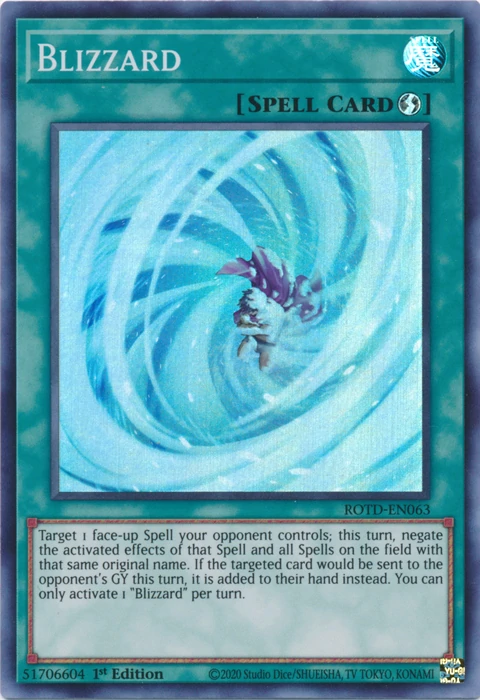 BLIZZARD
SPELL
魔
[SPELL CARD]
ROTD-EN063
Target 1 face-up Spell your opponent controls; this turn, negate
the activated effects of that Spell and all Spells on the field with
that same original name. If the targeted card would be sent to the
opponent's GY this turn, it is added to their hand instead. You can
only activate 1 "Blizzard" per turn.
51706604 1st Edition ©2020 Studio Dice/SHUEISHA, TV TOKYO, KONAMI